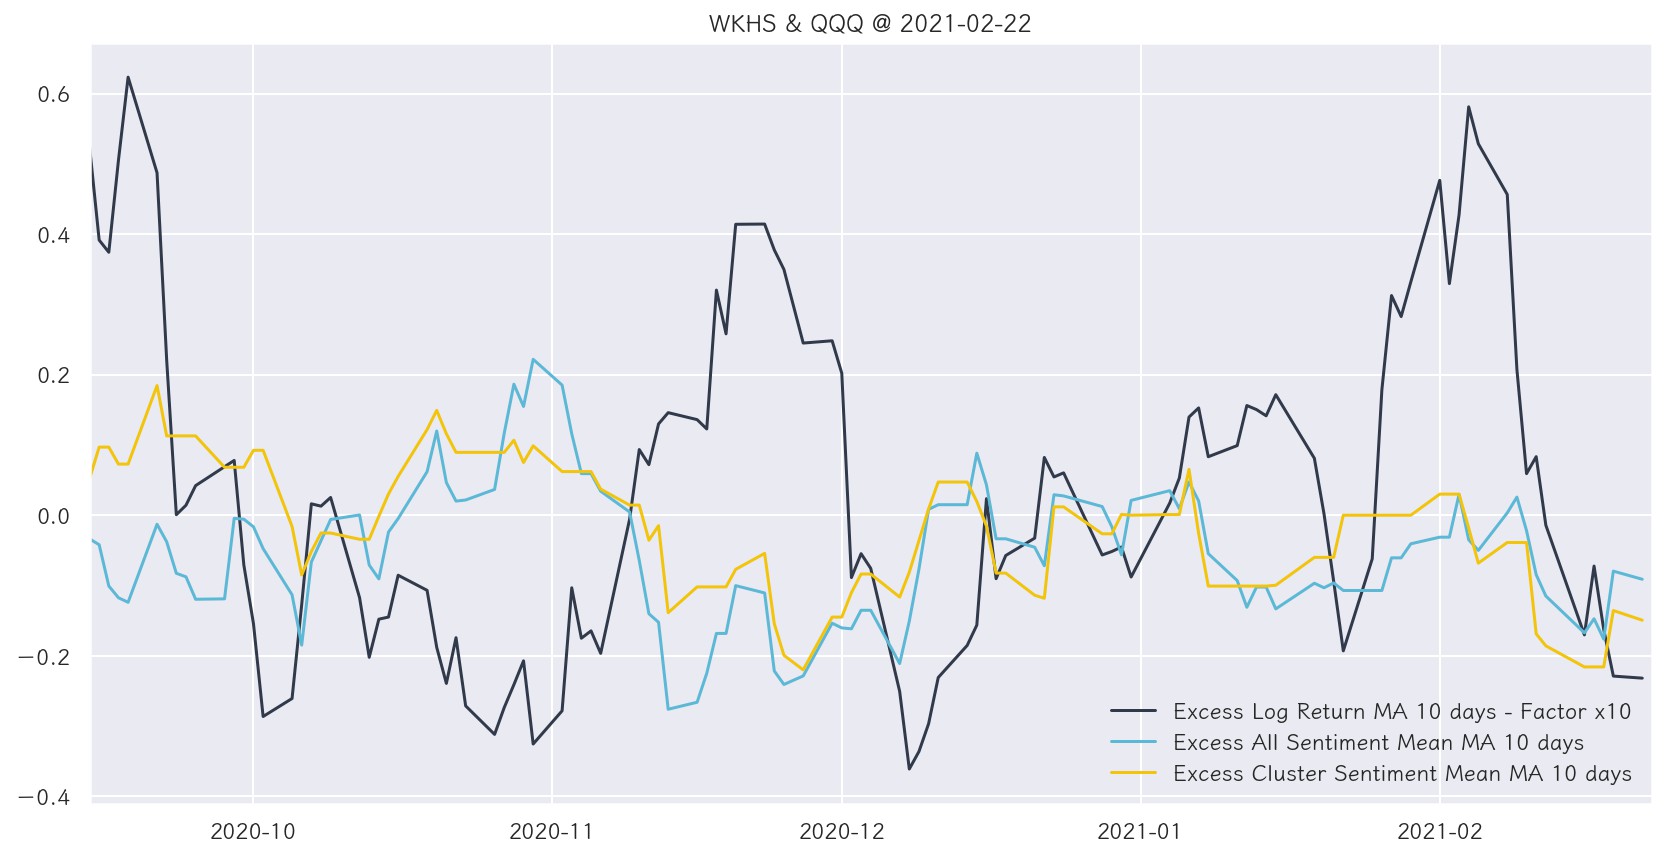 WKHS & QQQ @ 2021-02-22
0.6
0.4
0.2
0.0
−0.2
−0.4
Excess Log Return MA 10 days - Factor x10
Excess All Sentiment Mean MA 10 days
Excess Cluster Sentiment Mean MA 10 days
2020-10 2020-11 2020-12 2021-01 2021-02